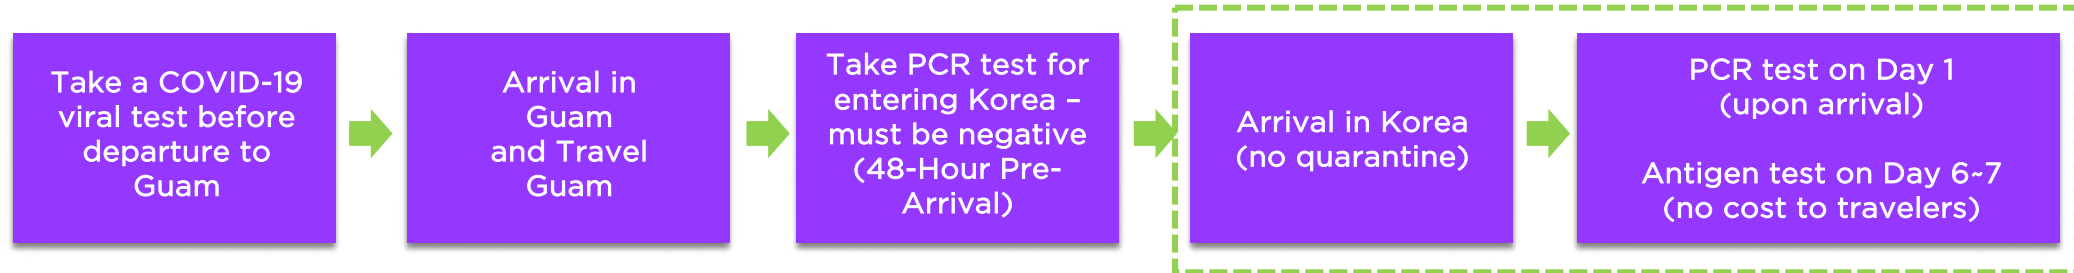 Take a COVID-19
viral test before
departure to
Guam
Arrival in
Guam
and Travel
Guam
Take PCR test for
entering Korea –
must be negative
(48-Hour Pre-
Arrival)
Arrival in Korea
(no quarantine)
PCR test on Day 1
(upon arrival)
Antigen test on Day 6~7
(no cost to travelers)